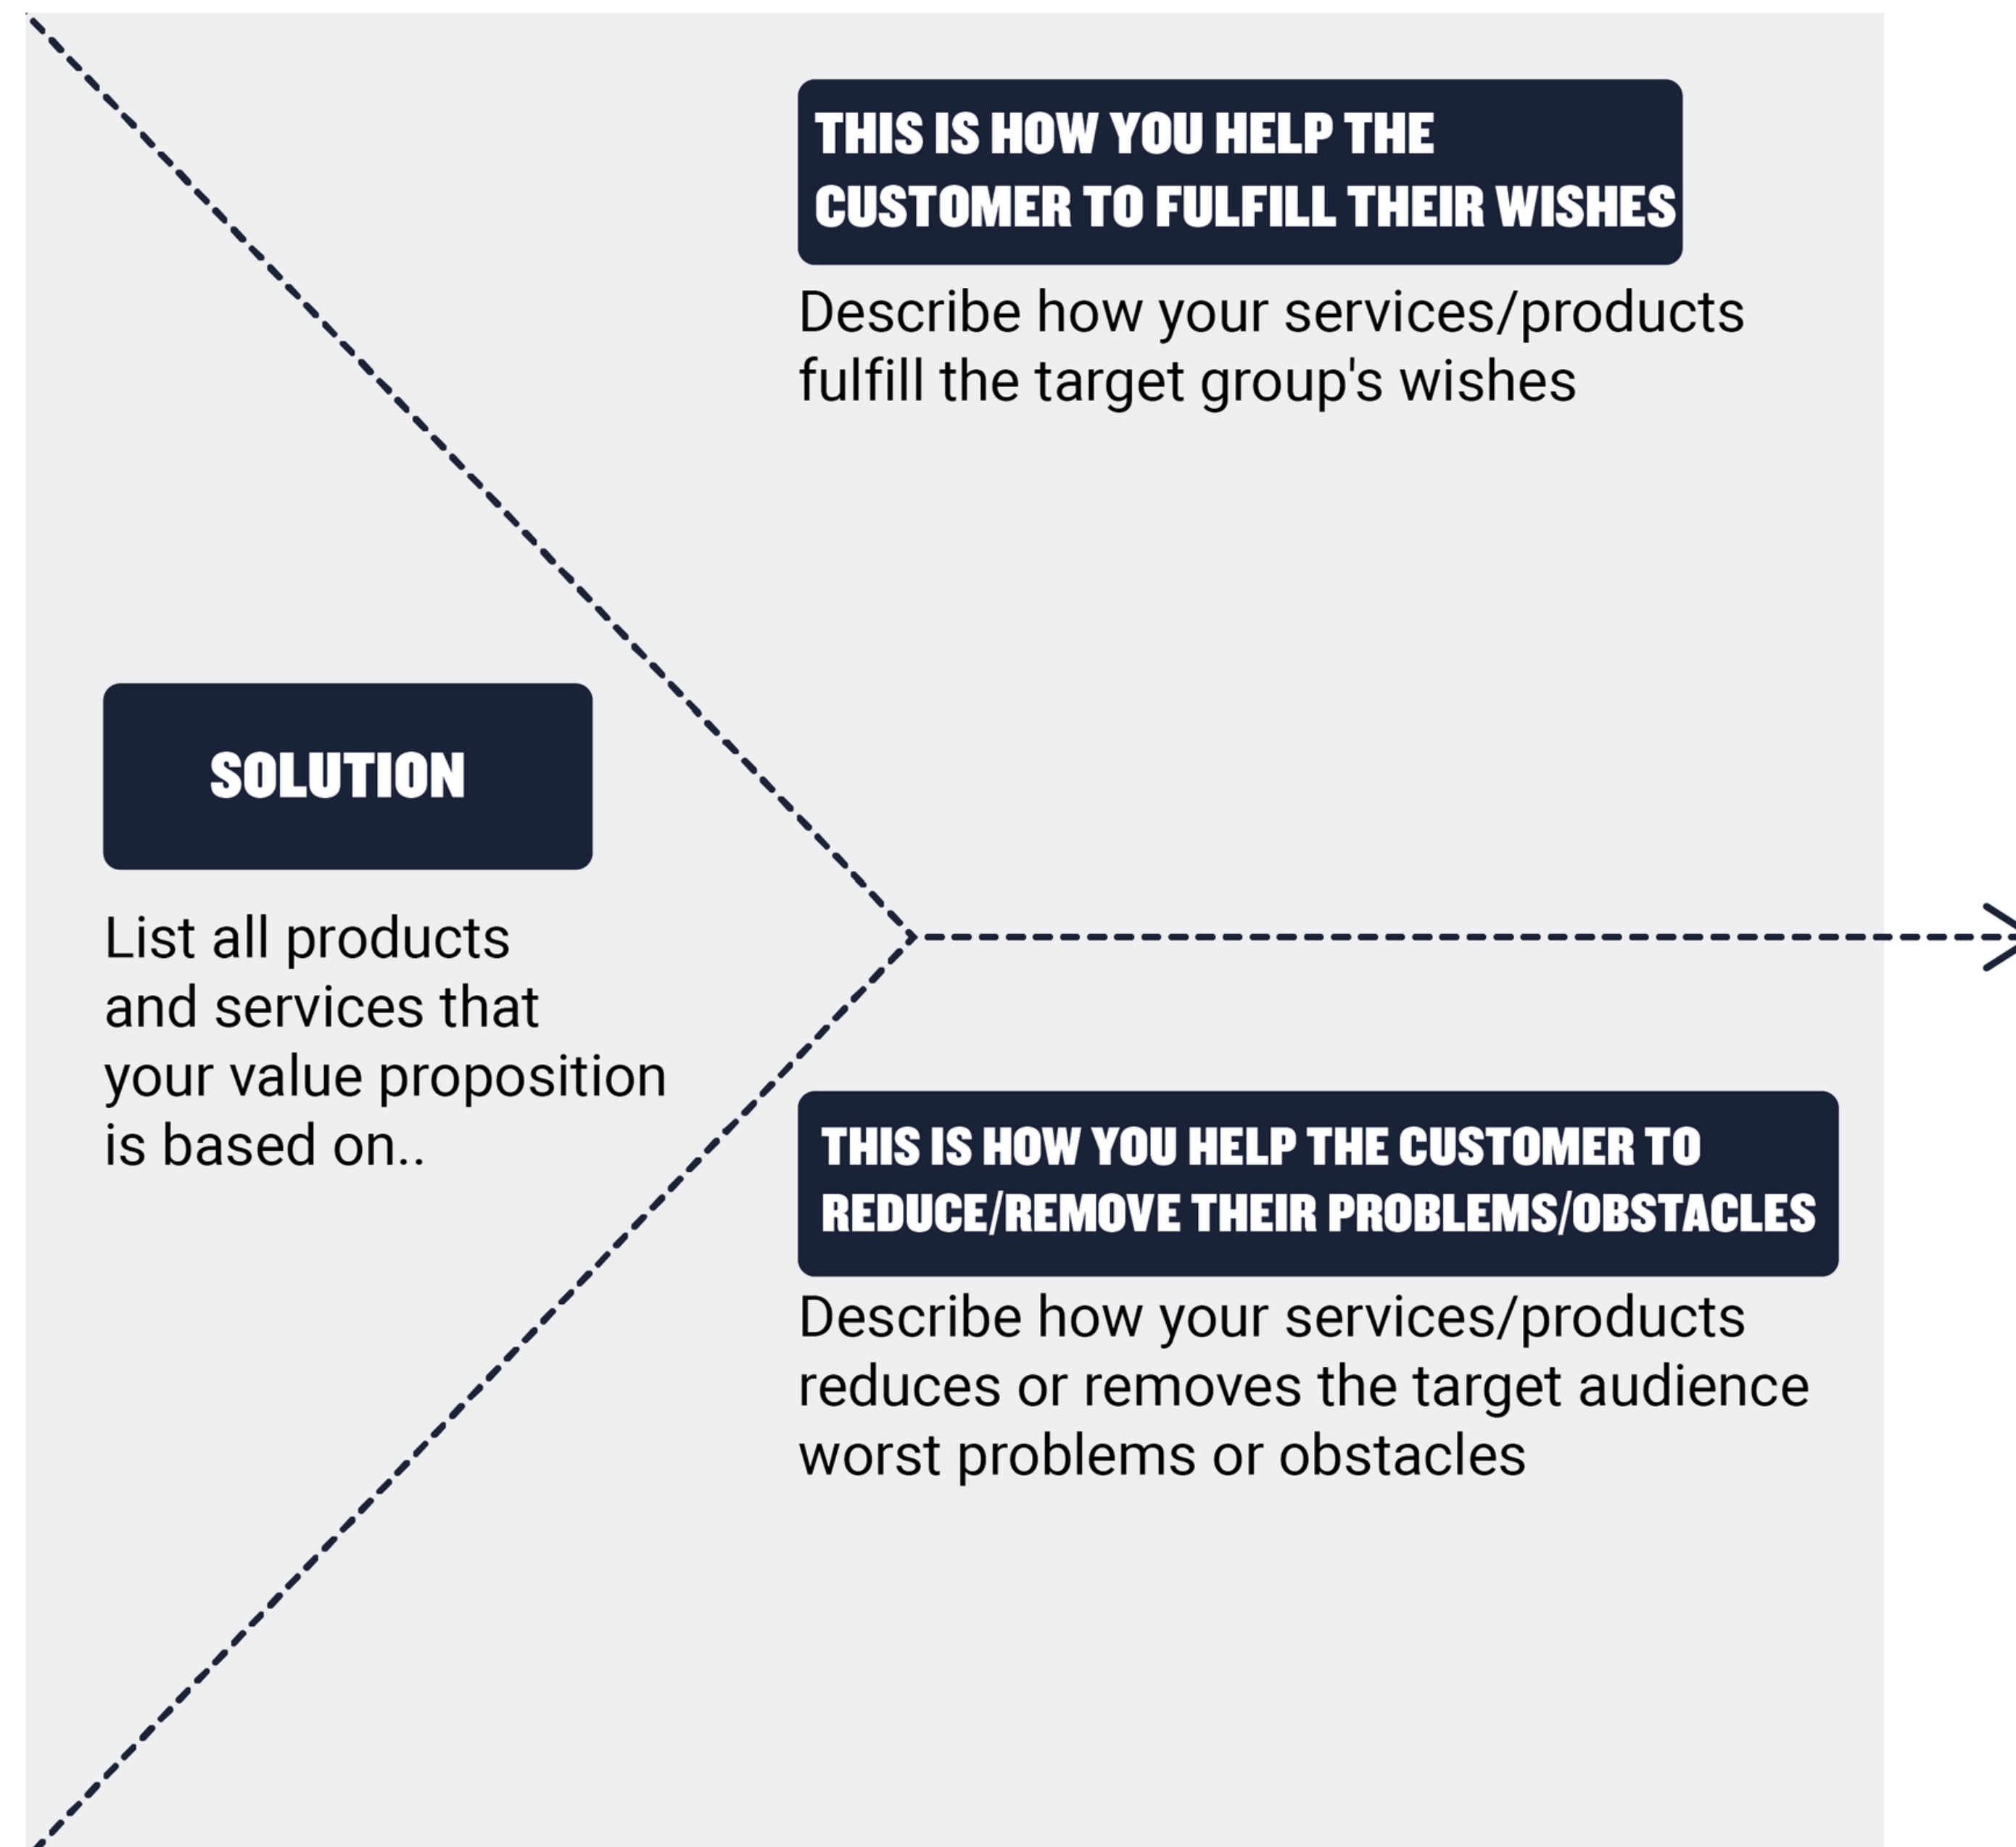 THIS IS HOW YOU HELP THE
CUSTOMER TO FULFILL THEIR WISHES
Describe how your services/products
fulfill the target group's wishes
SOLUTION
List all products
and services that
your value proposition
is based on..
THIS IS HOW YOU HELP THE CUSTOMER TO
REDUCE/REMOVE THEIR PROBLEMS/OBSTACLES
Describe how your services/products
reduces or removes the target audience
worst problems or obstacles